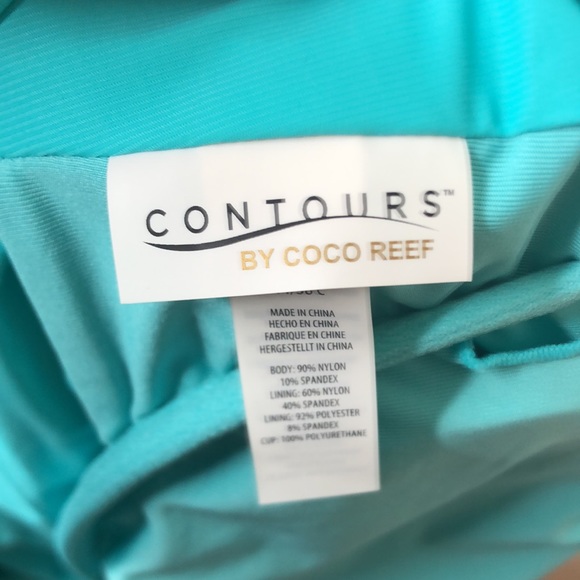 CONTOURS™
BY COCO REEF
MADE IN CHINA
HECHO EN CHINA
FABRIQUE EN CHINE
HERGESTELLT IN CHINA
BODY: 90% NYLON
10% SPANDEX
LINING: 60% NYLON
40% SPANDEX
LINING: 92% POLYESTER
8% SPANDEX
CUP: 100% POLYURETHANE